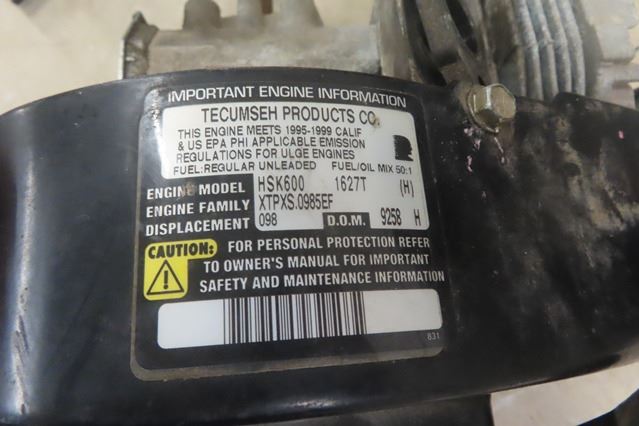 IMPORTANT ENGINE INFORMATION
TECUMSEH PRODUCTS CO.
THIS ENGINE MEETS 1995-1999 CALIF
& US EPA PHI APPLICABLE EMISSION
REGULATIONS FOR ULGE ENGINES
FUEL:REGULAR UNLEADED FUEL/OIL MIX 50:1
ENGINE MODEL HSK600 1627T (H)
ENGINE FAMILY XTPXS.0985EF
DISPLACEMENT 098 D.O.M. 9258 H
CAUTION: FOR PERSONAL PROTECTION REFER
TO OWNER'S MANUAL FOR IMPORTANT
SAFETY AND MAINTENANCE INFORMATION
831